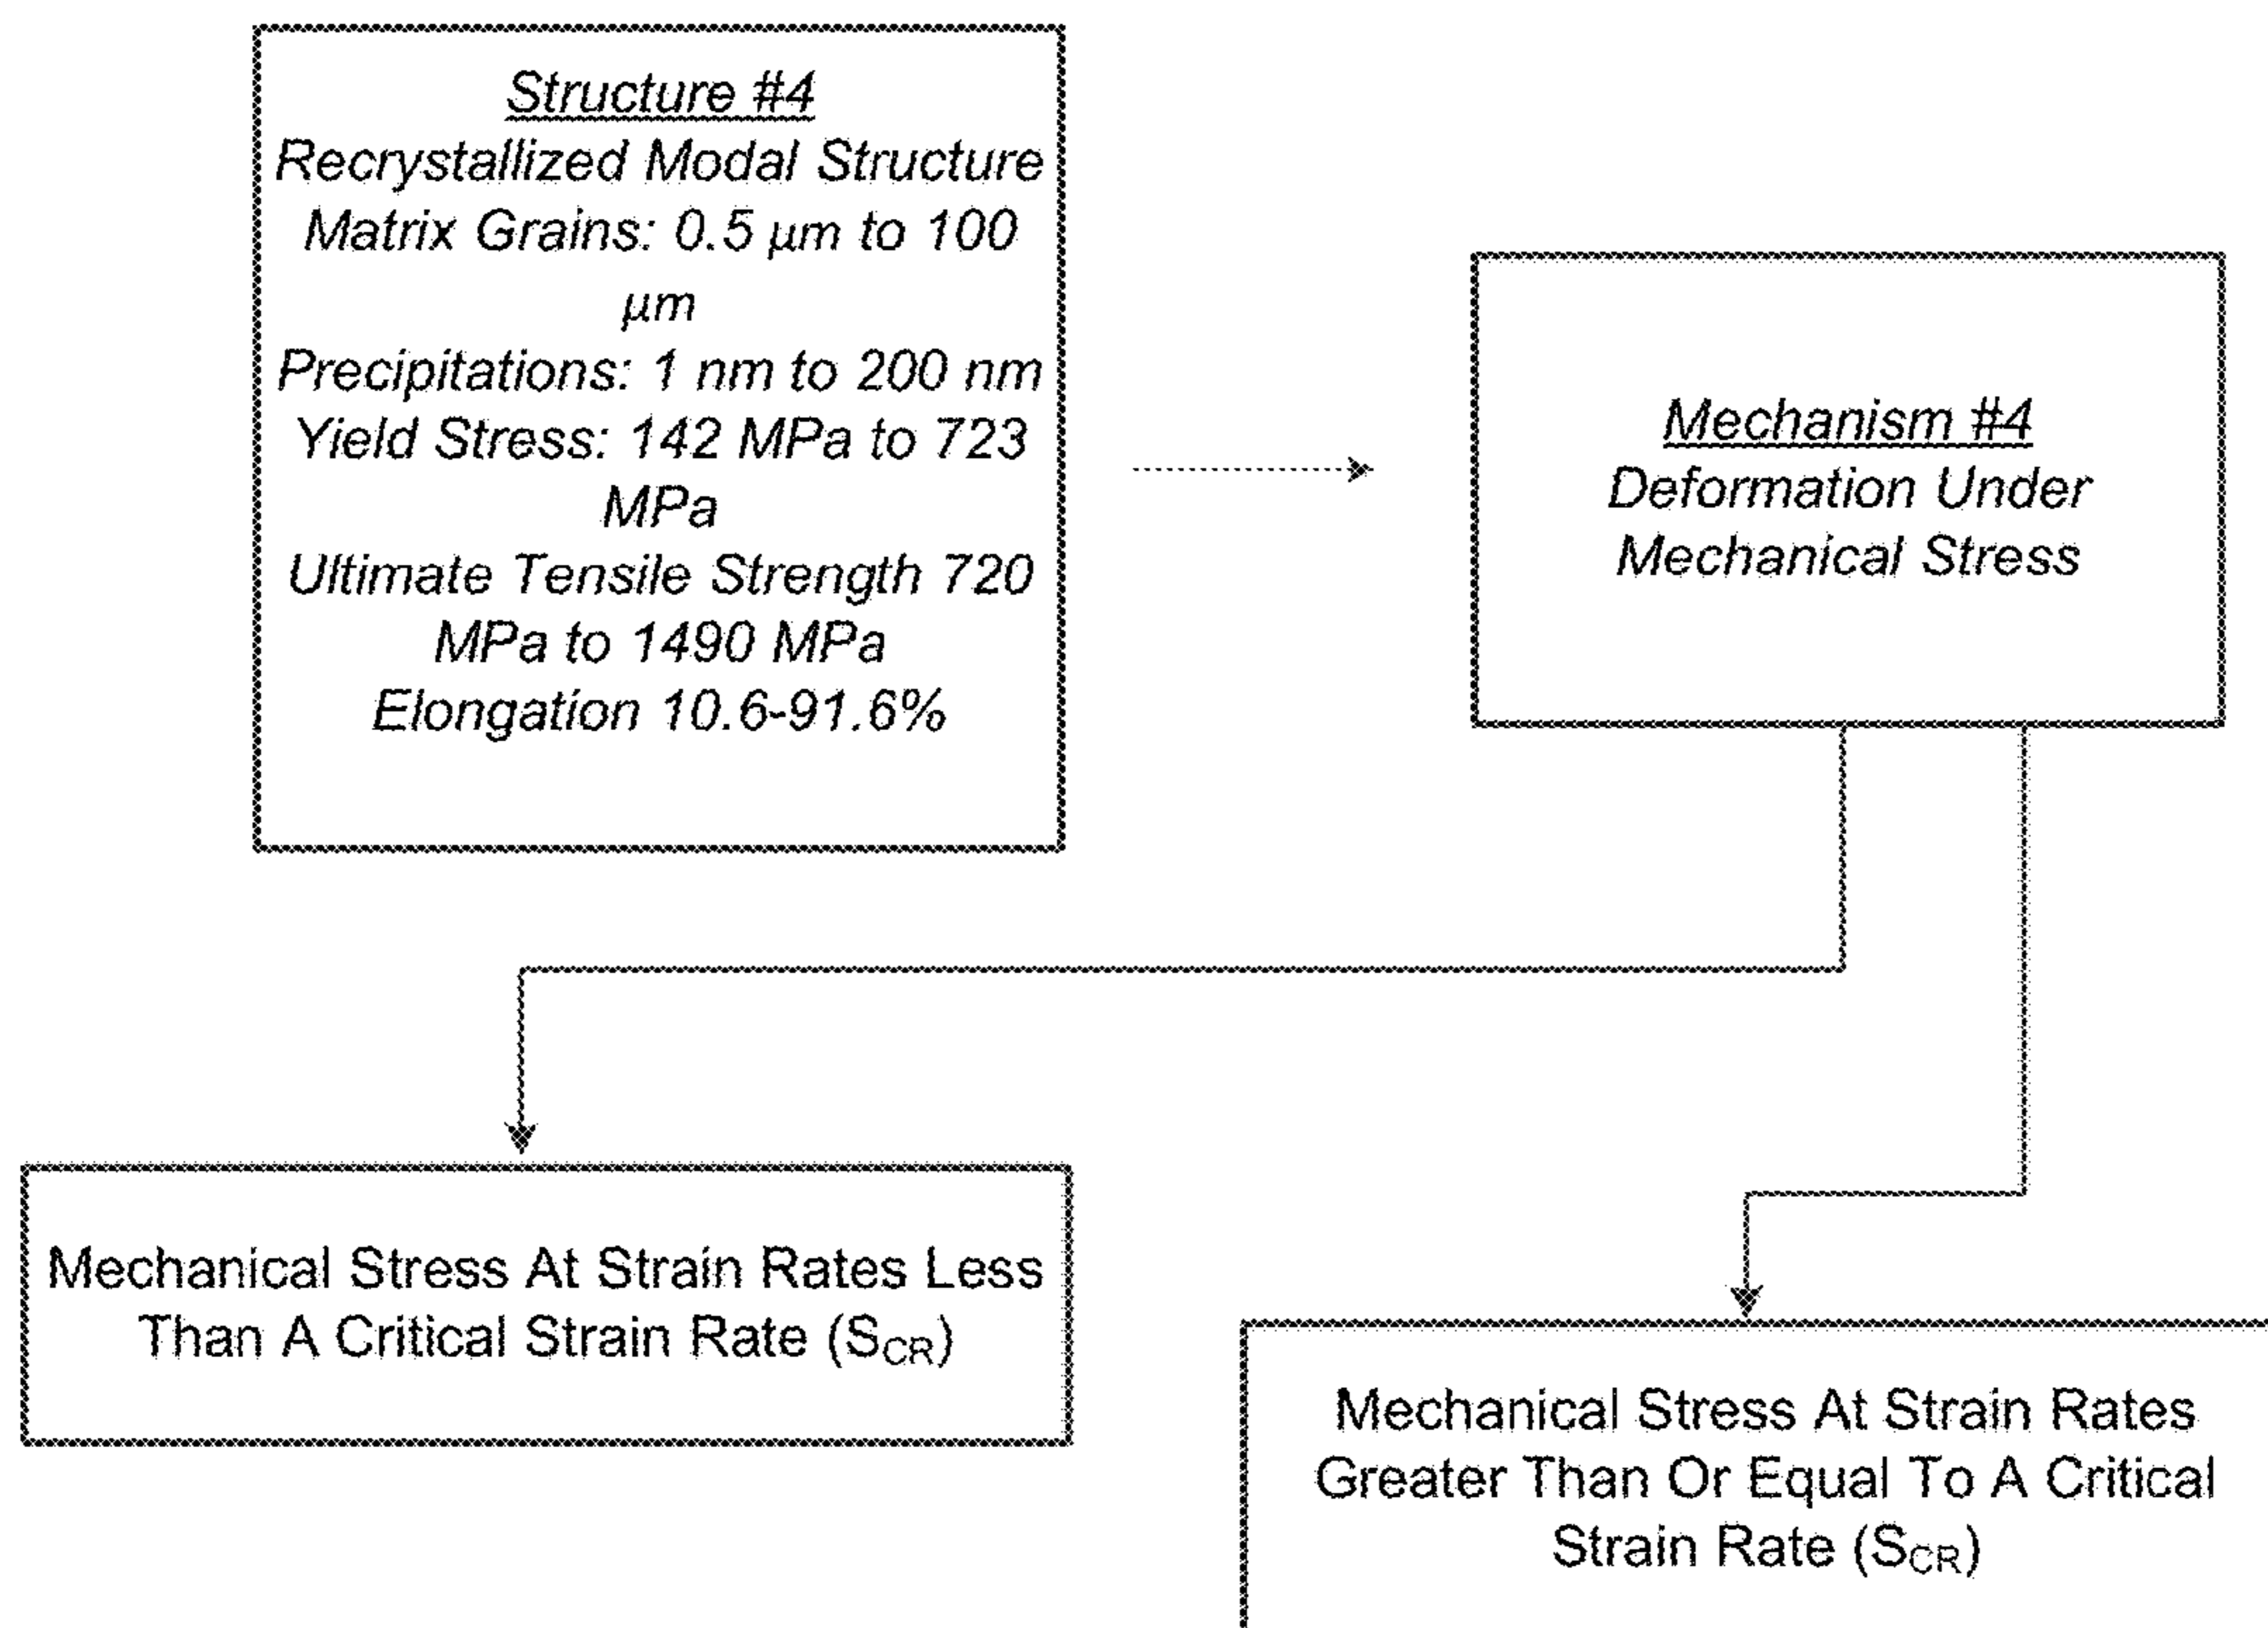 Structure #4
Recrystallized Modal Structure
Matrix Grains: 0.5 μm to 100
μm
Precipitations: 1 nm to 200 nm
Yield Stress: 142 MPa to 723
MPa
Ultimate Tensile Strength 720
MPa to 1490 MPa
Elongation 10.6-91.6%
Mechanism #4
Deformation Under
Mechanical Stress
Mechanical Stress At Strain Rates Less
Than A Critical Strain Rate (SCR)
Mechanical Stress At Strain Rates
Greater Than Or Equal To A Critical
Strain Rate (SCR)